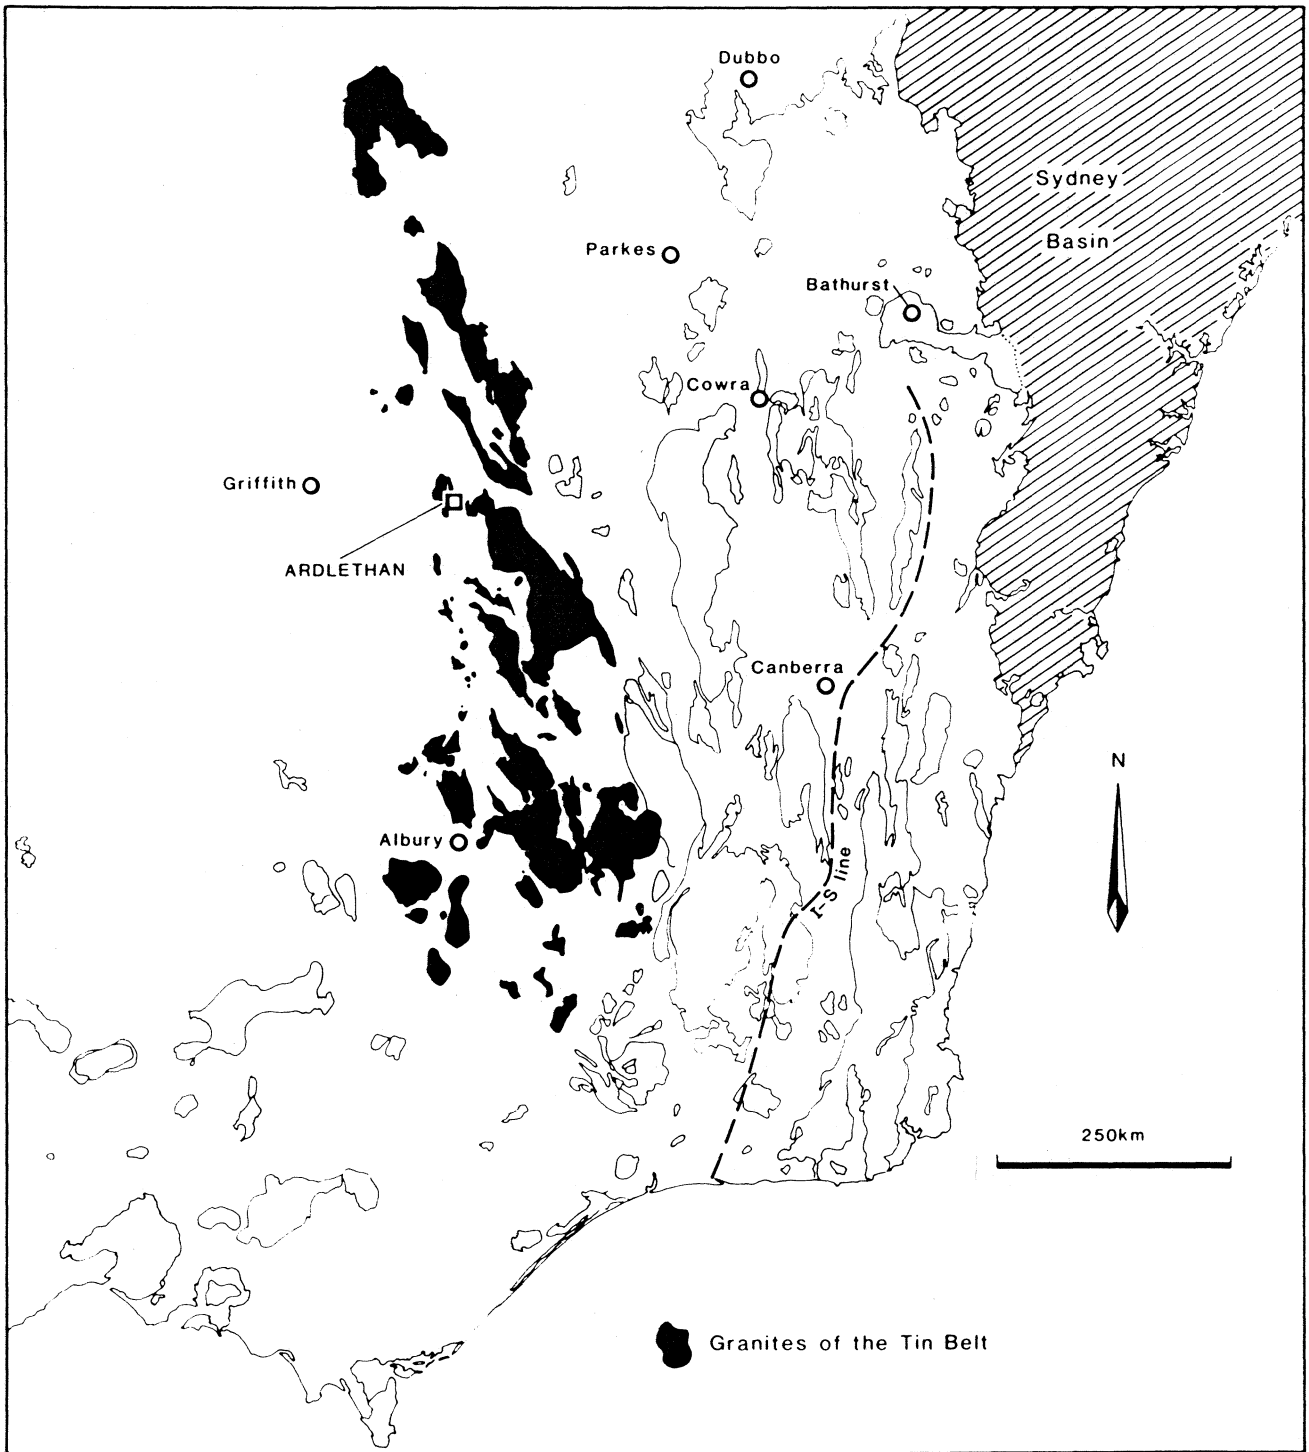 Dubbo
Sydney
Basin
Parkes
Bathurst
Cowra
Griffith
ARDLETHAN
Canberra
N
Albury
I-S line
250km
Granites of the Tin Belt